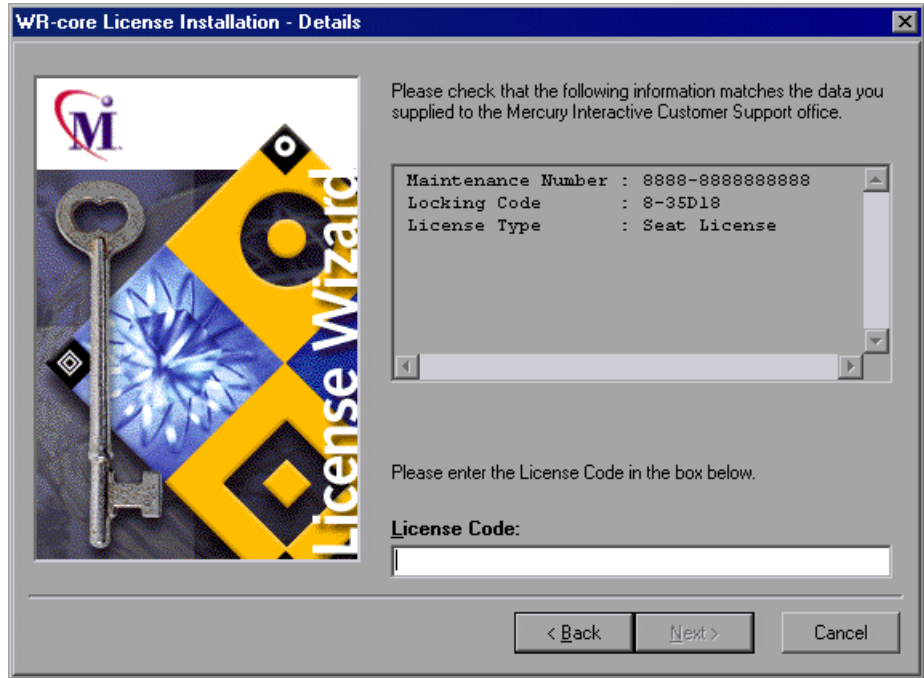 WR-core License Installation - Details
M
License Wizard
Please check that the following information matches the data you
supplied to the Mercury Interactive Customer Support office.
Maintenance Number : 8888-8888888888
Locking Code : 8-35D18
License Type : Seat License
Please enter the License Code in the box below.
License Code:
< Back
Next >
Cancel